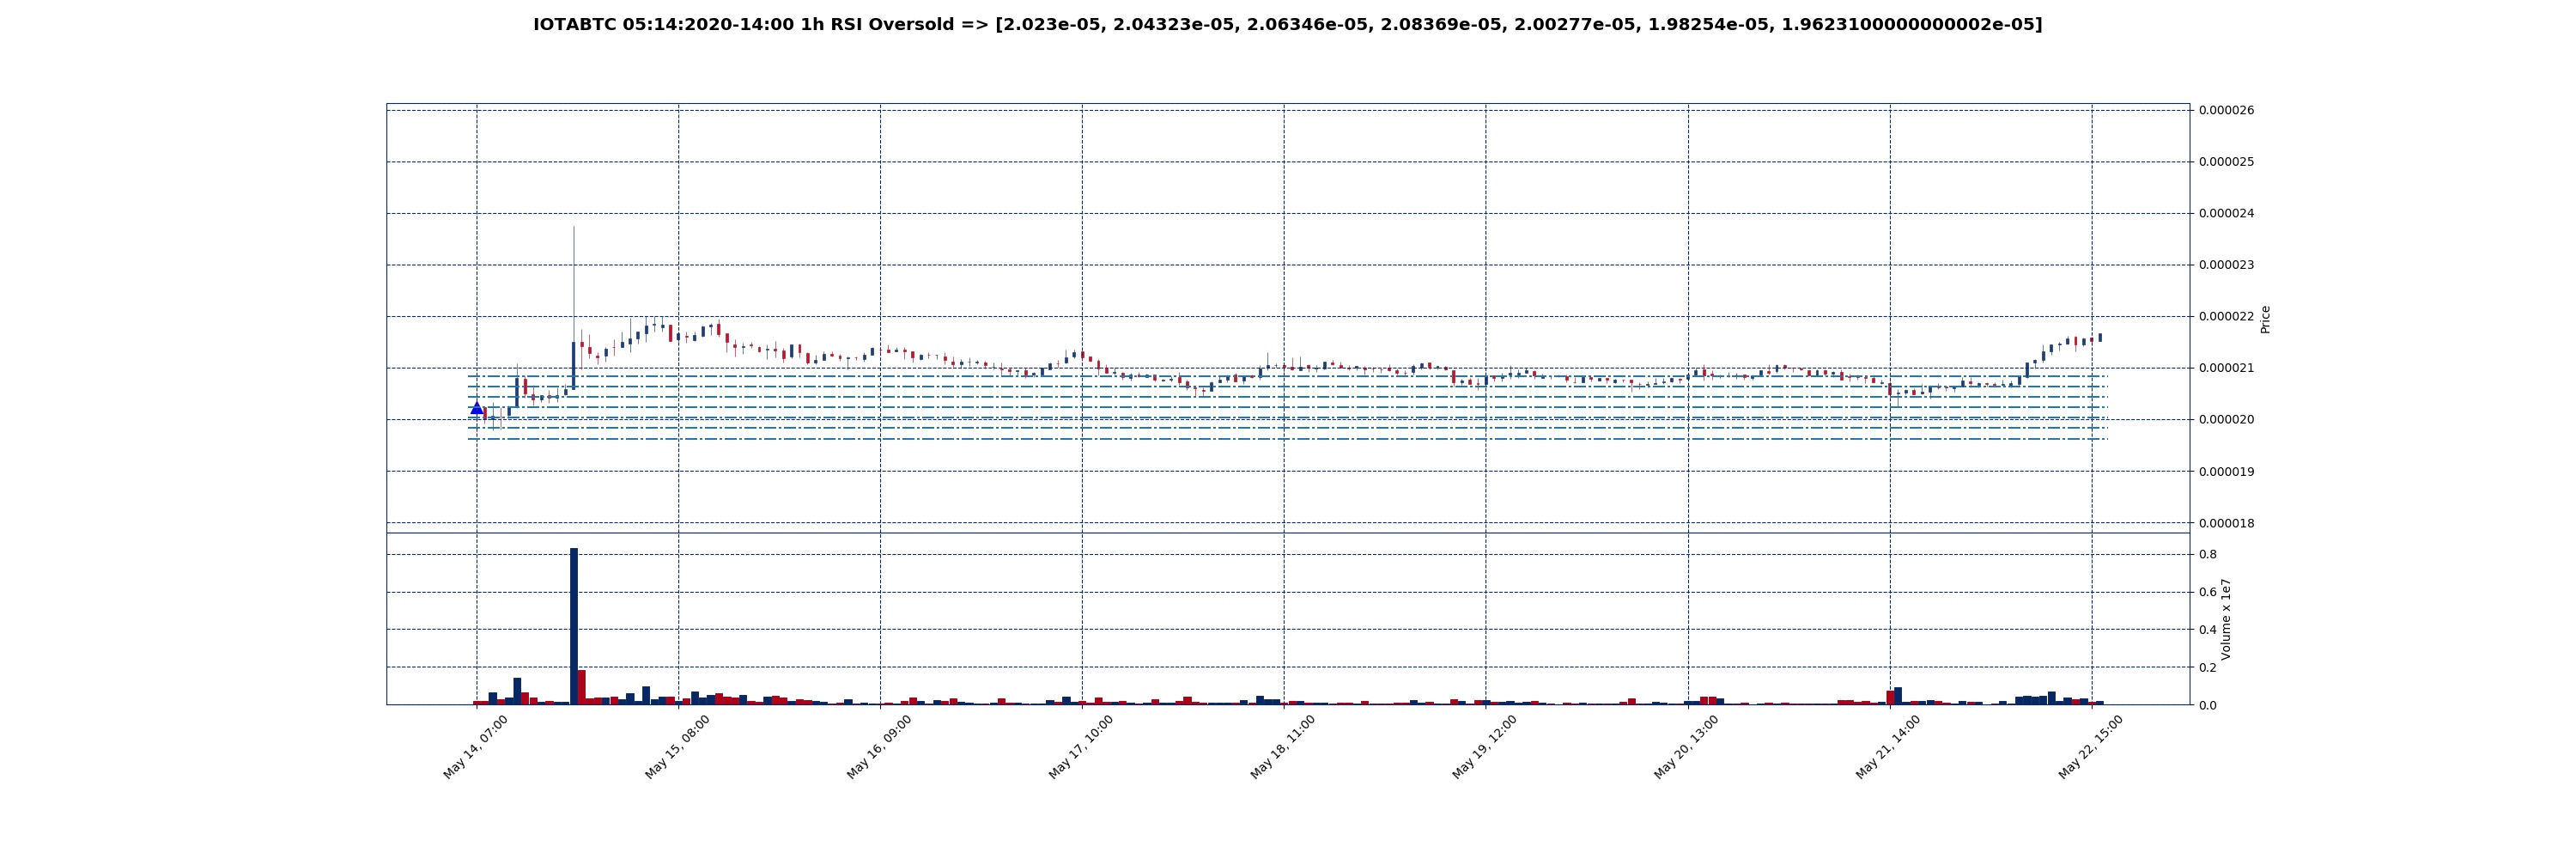 IOTABTC 05:14:2020-14:00 1h RSI Oversold => [2.023e-05, 2.04323e-05, 2.06346e-05, 2.08369e-05, 2.00277e-05, 1.98254e-05, 1.9623100000000002e-05]
0.000026
0.000025
0.000024
0.000023
0.000022
0.000021
0.000020
0.000019
0.000018
Price
0.8
0.6
0.4
0.2
0.0
Volume x 1e7
May 14, 07:00
May 15, 08:00
May 16, 09:00
May 17, 10:00
May 18, 11:00
May 19, 12:00
May 20, 13:00
May 21, 14:00
May 22, 15:00